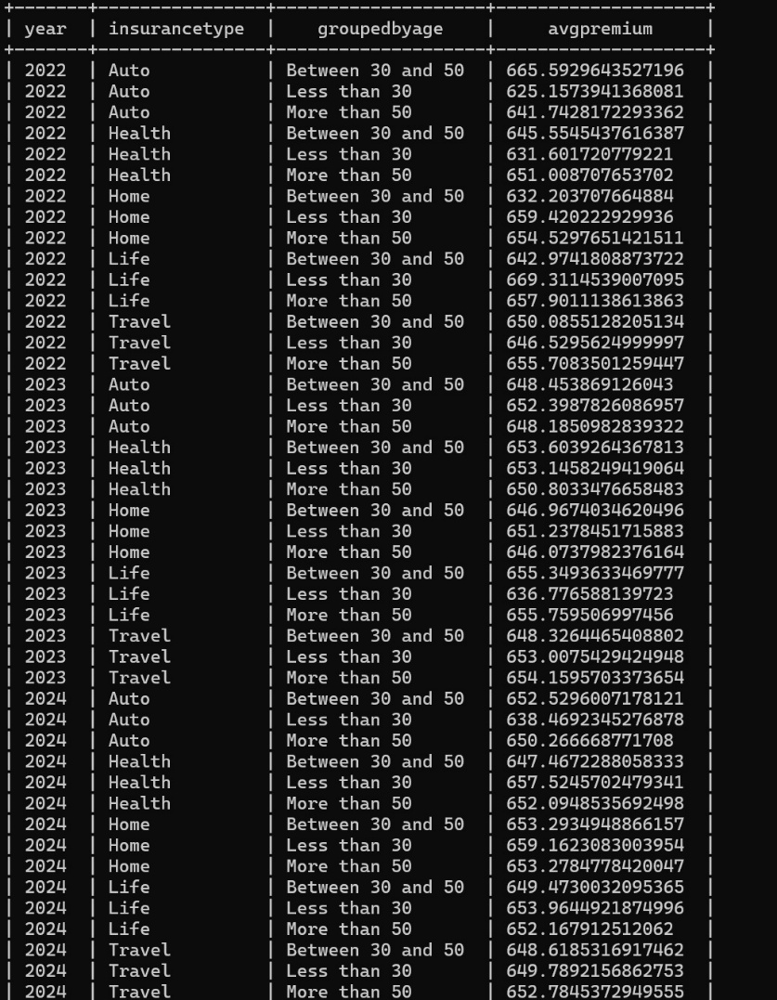 +-------+----------------+---------------------+---------------------+
| year | insurancetype | groupedbyage | avgpremium |
+-------+----------------+---------------------+---------------------+
| 2022 | Auto | Between 30 and 50 | 665.5929643527196 |
| 2022 | Auto | Less than 30 | 625.1573941368081 |
| 2022 | Auto | More than 50 | 641.7428172293362 |
| 2022 | Health | Between 30 and 50 | 645.5545437616387 |
| 2022 | Health | Less than 30 | 631.601720779221 |
| 2022 | Health | More than 50 | 651.008707653702 |
| 2022 | Home | Between 30 and 50 | 632.203707664884 |
| 2022 | Home | Less than 30 | 659.420222929936 |
| 2022 | Home | More than 50 | 654.5297651421511 |
| 2022 | Life | Between 30 and 50 | 642.9741808873722 |
| 2022 | Life | Less than 30 | 669.3114539007095 |
| 2022 | Life | More than 50 | 657.9011138613863 |
| 2022 | Travel | Between 30 and 50 | 650.0855128205134 |
| 2022 | Travel | Less than 30 | 646.5295624999997 |
| 2022 | Travel | More than 50 | 655.7083501259447 |
| 2023 | Auto | Between 30 and 50 | 648.453869126043 |
| 2023 | Auto | Less than 30 | 652.3987826086957 |
| 2023 | Auto | More than 50 | 648.1850982839322 |
| 2023 | Health | Between 30 and 50 | 653.6039264367813 |
| 2023 | Health | Less than 30 | 653.1458249419064 |
| 2023 | Health | More than 50 | 650.8033476658483 |
| 2023 | Home | Between 30 and 50 | 646.9674034620496 |
| 2023 | Home | Less than 30 | 651.2378451715883 |
| 2023 | Home | More than 50 | 646.0737982376164 |
| 2023 | Life | Between 30 and 50 | 655.3493633469777 |
| 2023 | Life | Less than 30 | 636.776588139723 |
| 2023 | Life | More than 50 | 655.759506997456 |
| 2023 | Travel | Between 30 and 50 | 648.3264465408802 |
| 2023 | Travel | Less than 30 | 653.0075429424948 |
| 2023 | Travel | More than 50 | 654.1595703373654 |
| 2024 | Auto | Between 30 and 50 | 652.5296007178121 |
| 2024 | Auto | Less than 30 | 638.4692345276878 |
| 2024 | Auto | More than 50 | 650.266668771708 |
| 2024 | Health | Between 30 and 50 | 647.4672288058333 |
| 2024 | Health | Less than 30 | 657.5245702479341 |
| 2024 | Health | More than 50 | 652.0948535692498 |
| 2024 | Home | Between 30 and 50 | 653.2934948866157 |
| 2024 | Home | Less than 30 | 659.1623083003954 |
| 2024 | Home | More than 50 | 653.2784778420047 |
| 2024 | Life | Between 30 and 50 | 649.4730032095365 |
| 2024 | Life | Less than 30 | 653.9644921874996 |
| 2024 | Life | More than 50 | 652.167912512062 |
| 2024 | Travel | Between 30 and 50 | 648.6185316917462 |
| 2024 | Travel | Less than 30 | 649.7892156862753 |
| 2024 | Travel | More than 50 | 652.7845372949555 |